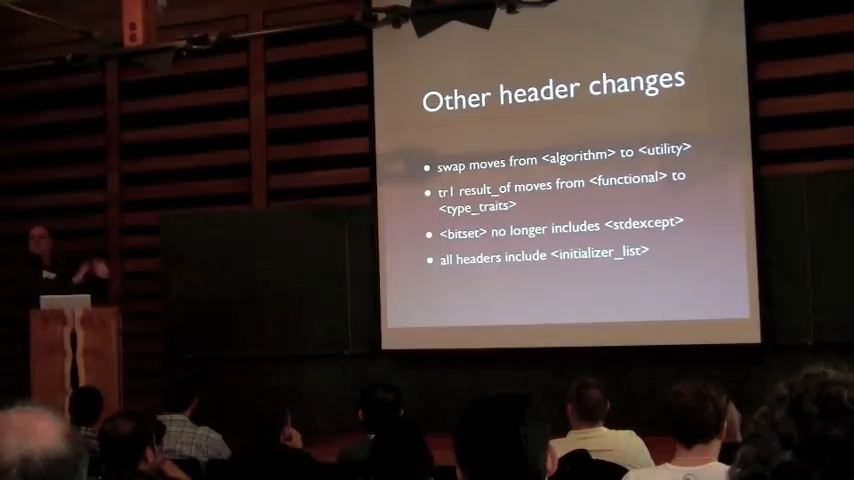 Other header changes
• swap moves from <algorithm> to <utility>
• tr1 result_of moves from <functional> to
<type_traits>
• <bitset> no longer includes <stdexcept>
• all headers include <initializer_list>